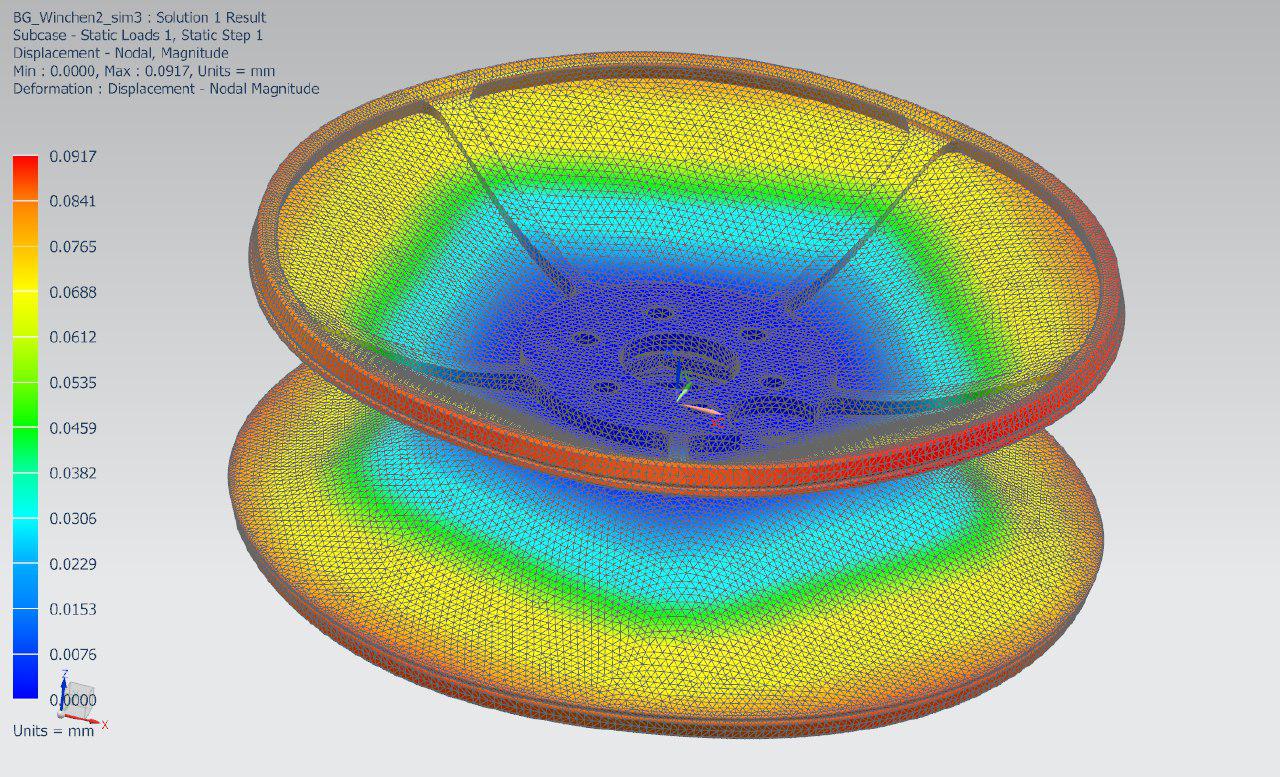 BG_Winchen2_sim3 : Solution 1 Result
Subcase - Static Loads 1, Static Step 1
Displacement - Nodal, Magnitude
Min : 0.0000, Max : 0.0917, Units = mm
Deformation : Displacement - Nodal Magnitude
0.0917
0.0841
0.0765
0.0688
0.0612
0.0535
0.0459
0.0382
0.0306
0.0229
0.0153
0.0076
Z
0.0000
X
Units = mm